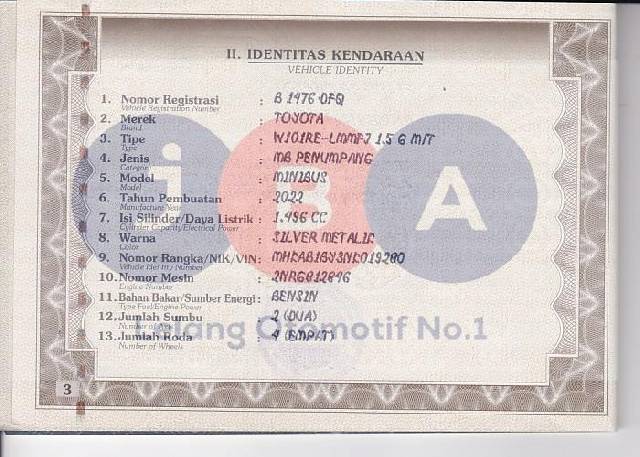 II. IDENTITAS KENDARAAN
VEHICLE IDENTITY
1. Nomor Registrasi : B 1476 OFQ
Vehicle Registration Number
2. Merek : TOYOTA
Brand
3. Tipe : W101RE-LMMFJ 1.5 G M/T
Type
4. Jenis : MB PENUMPANG
Category
5. Model : MINIBUS
Model
6. Tahun Pembuatan : 2022
Manufacture Year
7. Isi Silinder/Daya Listrik : 1.496 CC
Cylinder Capacity/Electrical Power
8. Warna : SILVER METALIK
Color
9. Nomor Rangka/NIK/VIN :
Vehicle Identity Number
10. Nomor Mesin :
Engine Number
11. Bahan Bakar/Sumber Energi : BENSIN
Type Fuel/Engine Power
12. Jumlah Sumbu : 2 (DUA)
Number of
13. Jumlah Roda : 4 (EMPAT)
Number of Wheels
iBA
Lelang Otomotif No.1
3